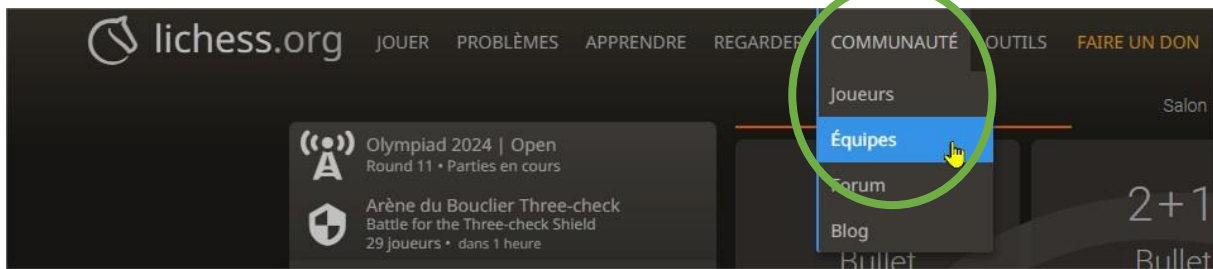 lichess.org JOUER PROBLÈMES APPRENDRE REGARDER COMMUNAUTÉ OUTILS FAIRE UN DON
Joueurs
Salon
Équipes
Forum
Blog
Olympiad 2024 | Open
Round 11 • Parties en cours
Arène du Bouclier Three-check
Battle for the Three-check Shield
29 joueurs • dans 1 heure
Bullet
2+1
Bullet